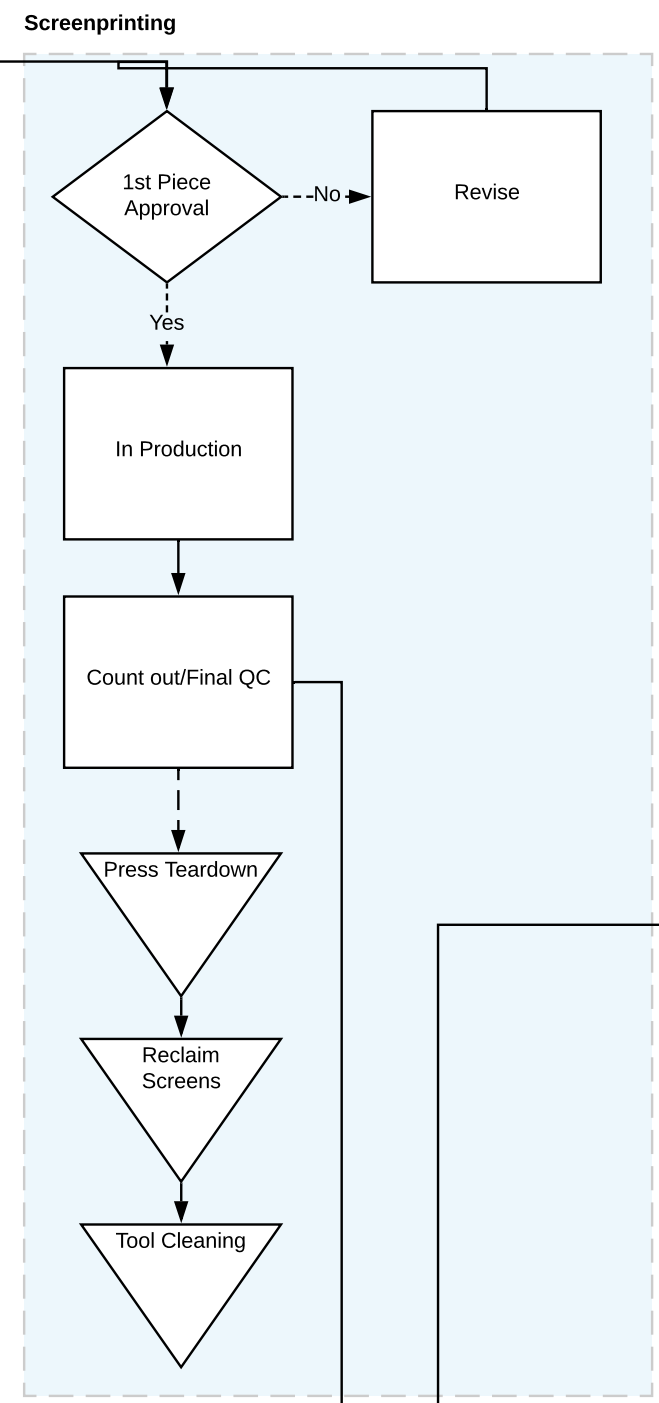 Screenprinting
1st Piece
Approval
No
Revise
Yes
In Production
Count out/Final QC
Press Teardown
Reclaim
Screens
Tool Cleaning